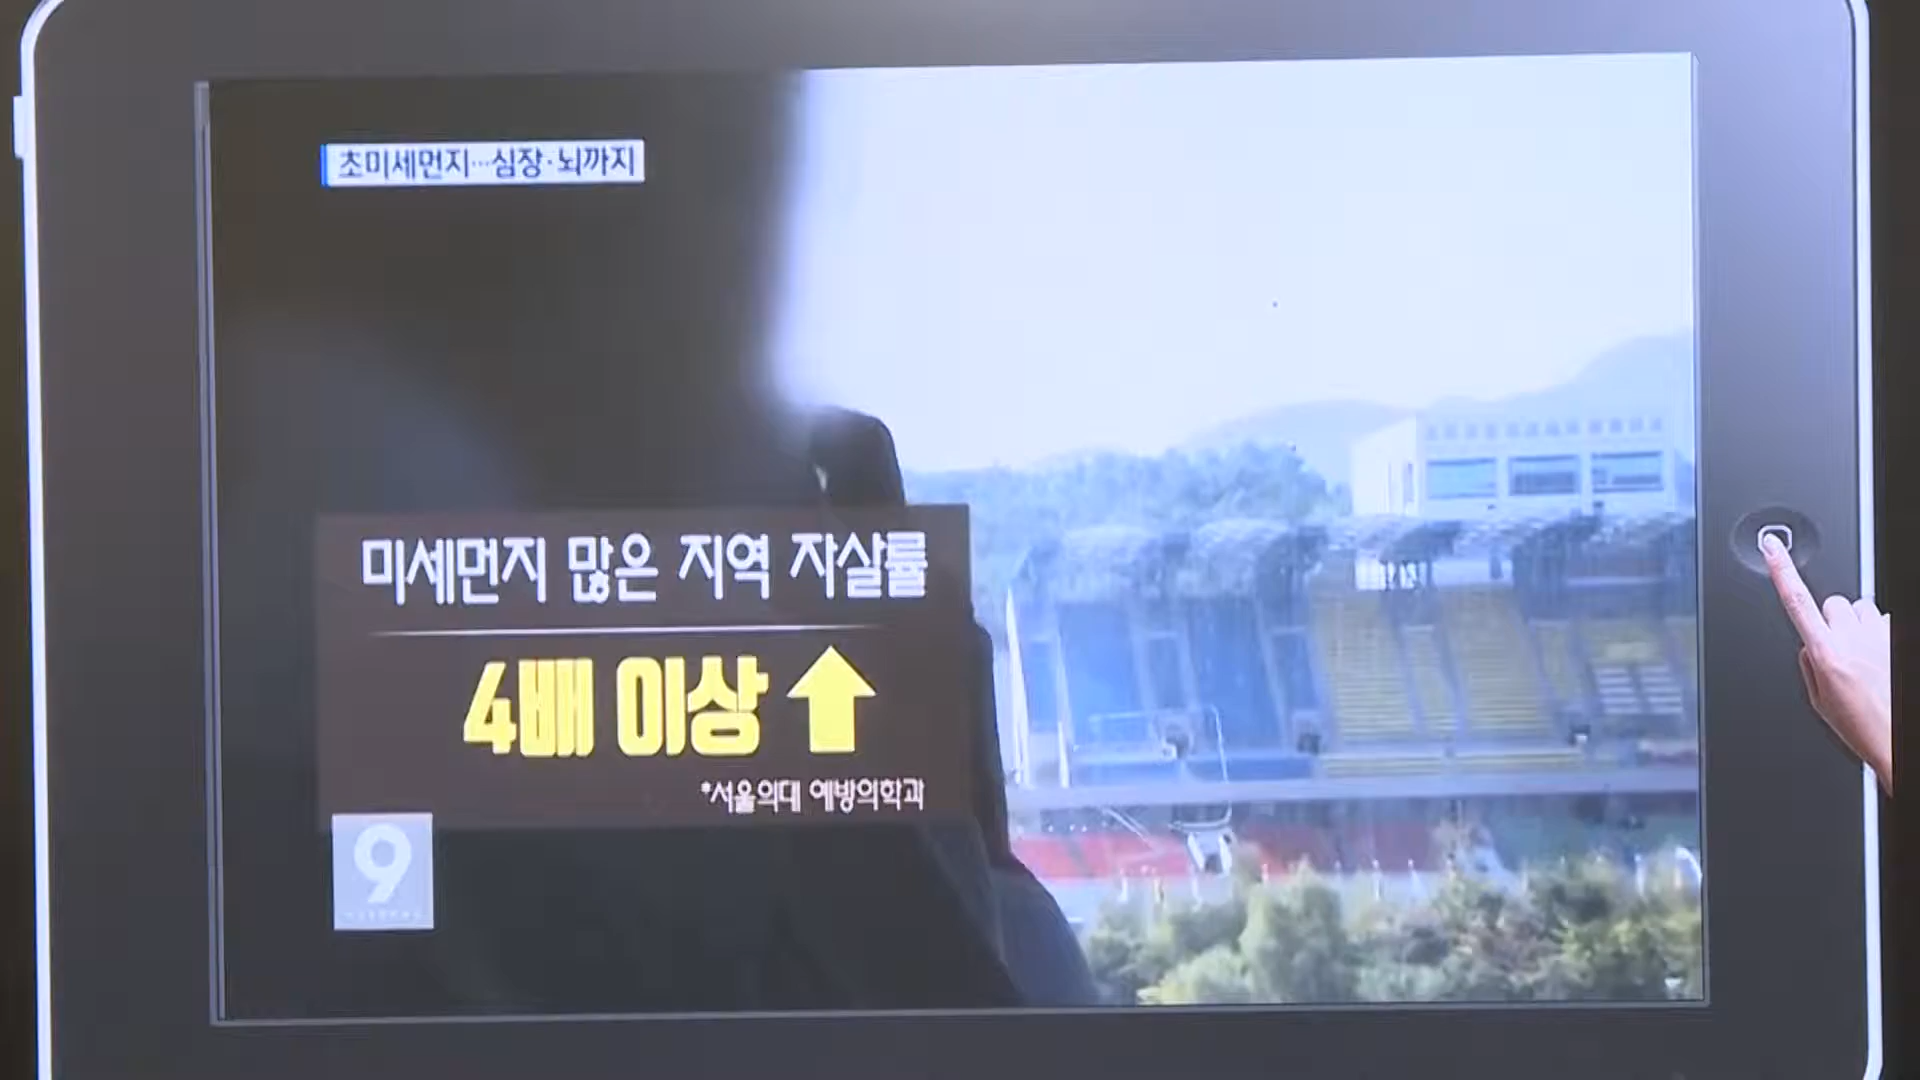 초미세먼지…심장·뇌까지
미세먼지 많은 지역 자살률
4배 이상
*서울의대 예방의학과
9